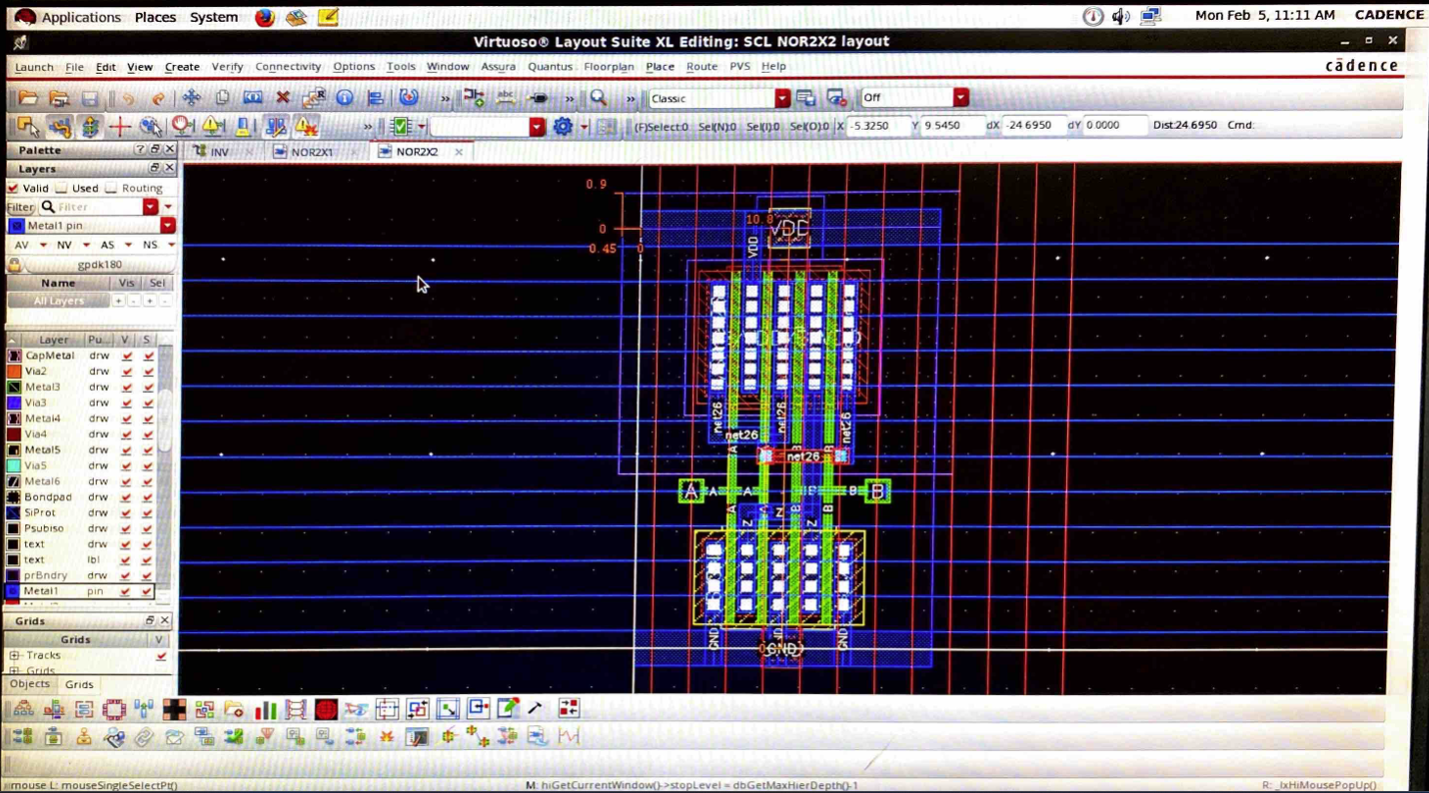 Applications Places System Mon Feb 5, 11:11 AM CADENCE
Virtuoso® Layout Suite XL Editing: SCL NOR2X2 layout
Launch File Edit View Create Verify Connectivity Options Tools Window Assura Quantus Floorplan Place Route PVS Help cādence
» » » Classic Off
» (F)Select:0 Sel(N):0 Sel(I):0 Sel(O):0 X -5.3250 Y 9.5450 dX -24.6950 dY 0.0000 Dist:24.6950 Cmd:
Palette ? INV NOR2X1 NOR2X2
Layers
Valid Used Routing
Filter Filter
Metal1 pin
AV NV AS NS
gpdk180
Name Vis Sel
All Layers + - + -
Layer Pu... V S
CapMetal drw
Via2 drw
Metal3 drw
Via3 drw
Metal4 drw
Via4 drw
Metal5 drw
Via5 drw
Metal6 drw
Bondpad drw
SiProt drw
Psubiso drw
text drw
text lbl
prBndry drw
Metal1 pin
Grids
Grids V
Tracks
Grids
Objects Grids
0.9
10.8
0 VDD
0.45 0 VDD
net26 net26 net26
net26
net26
A A A B B
A A B B
Z Z Z
GND GND GND
GND
mouse L: mouseSingleSelectPt() M: hiGetCurrentWindow()->stopLevel = dbGetMaxHierDepth()-1 R: _lxHiMousePopUp()